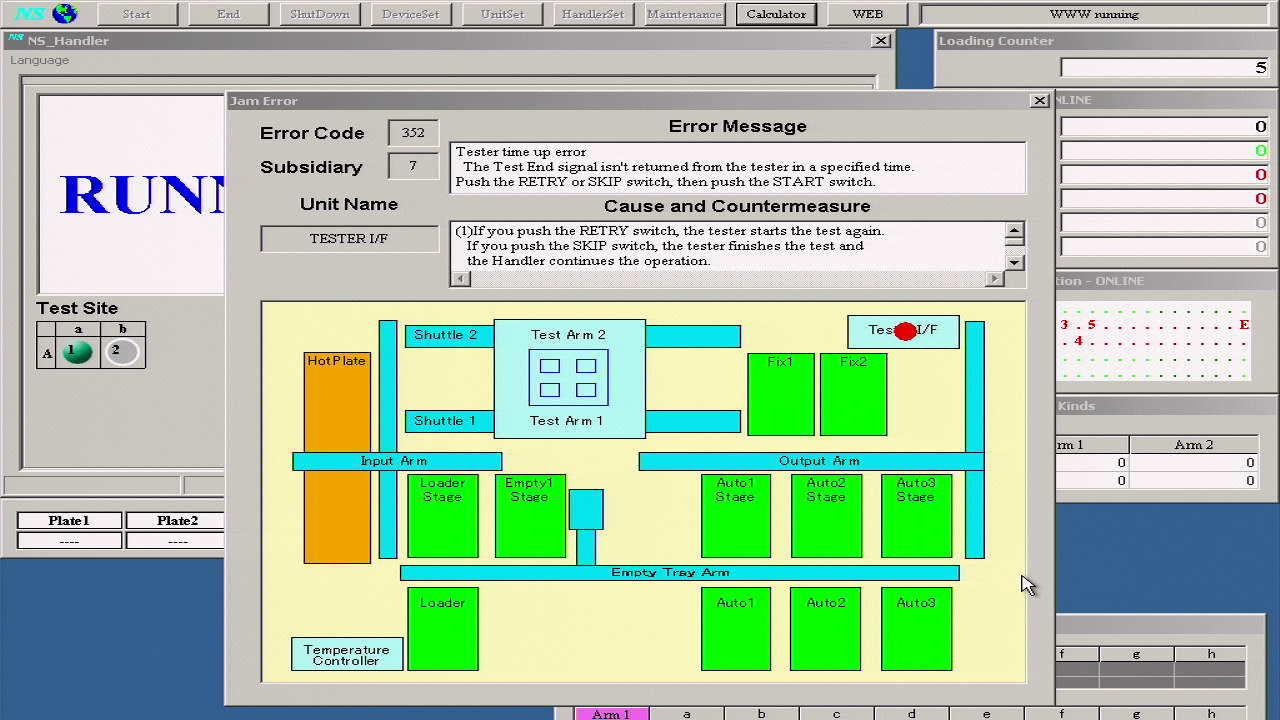 NS Start End ShutDown DeviceSet UnitSet HandlerSet Maintenance Calculator WEB WWW running
NS NS_Handler
Language
RUNN
Test Site
a b
A 1 2
Plate1 Plate2
---- ----
Loading Counter
5
NLINE
0
0
0
0
0
0
tion - ONLINE
3 . 5 E
. 4
Kinds
rm 1 Arm 2
0 0
0 0
Jam Error
Error Code 352
Subsidiary 7
Unit Name
TESTER I/F
Error Message
Tester time up error
The Test End signal isn't returned from the tester in a specified time.
Push the RETRY or SKIP switch, then push the START switch.
Cause and Countermeasure
(1)If you push the RETRY switch, the tester starts the test again.
If you push the SKIP switch, the tester finishes the test and
the Handler continues the operation.
Shuttle 2 Test Arm 2 Tes I/F
HotPlate Fix1 Fix2
Shuttle 1 Test Arm 1
Input Arm Output Arm
Loader Stage Empty1 Stage Auto1 Stage Auto2 Stage Auto3 Stage
Empty Tray Arm
Loader Auto1 Auto2 Auto3
Temperature
Controller
f g h
Arm 1 a b c d e f g h